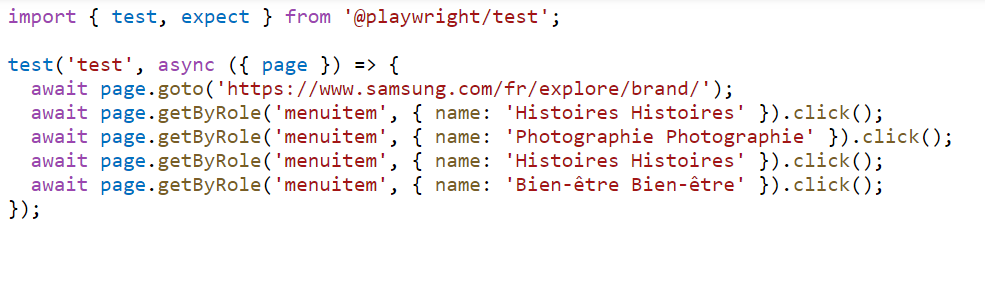 import { test, expect } from '@playwright/test';
test('test', async ({ page }) => {
await page.goto('https://www.samsung.com/fr/explore/brand/');
await page.getByRole('menuitem', { name: 'Histoires Histoires' }).click();
await page.getByRole('menuitem', { name: 'Photographie Photographie' }).click();
await page.getByRole('menuitem', { name: 'Histoires Histoires' }).click();
await page.getByRole('menuitem', { name: 'Bien-être Bien-être' }).click();
});